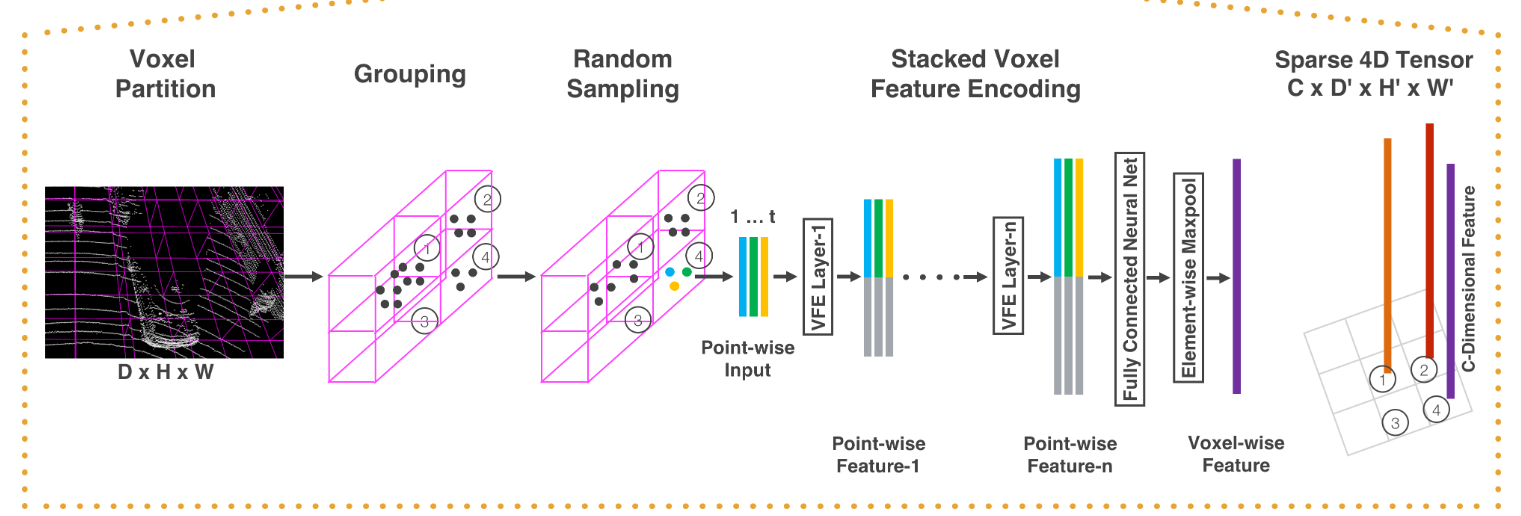 Voxel
Partition
Grouping
Random
Sampling
Stacked Voxel
Feature Encoding
Sparse 4D Tensor
C x D' x H' x W'
D x H x W
1
2
3
4
1
2
3
4
1 ... t
Point-wise
Input
VFE Layer-1
Point-wise
Feature-1
VFE Layer-n
Point-wise
Feature-n
Fully Connected Neural Net
Element-wise Maxpool
Voxel-wise
Feature
C-Dimensional Feature
1
2
3
4